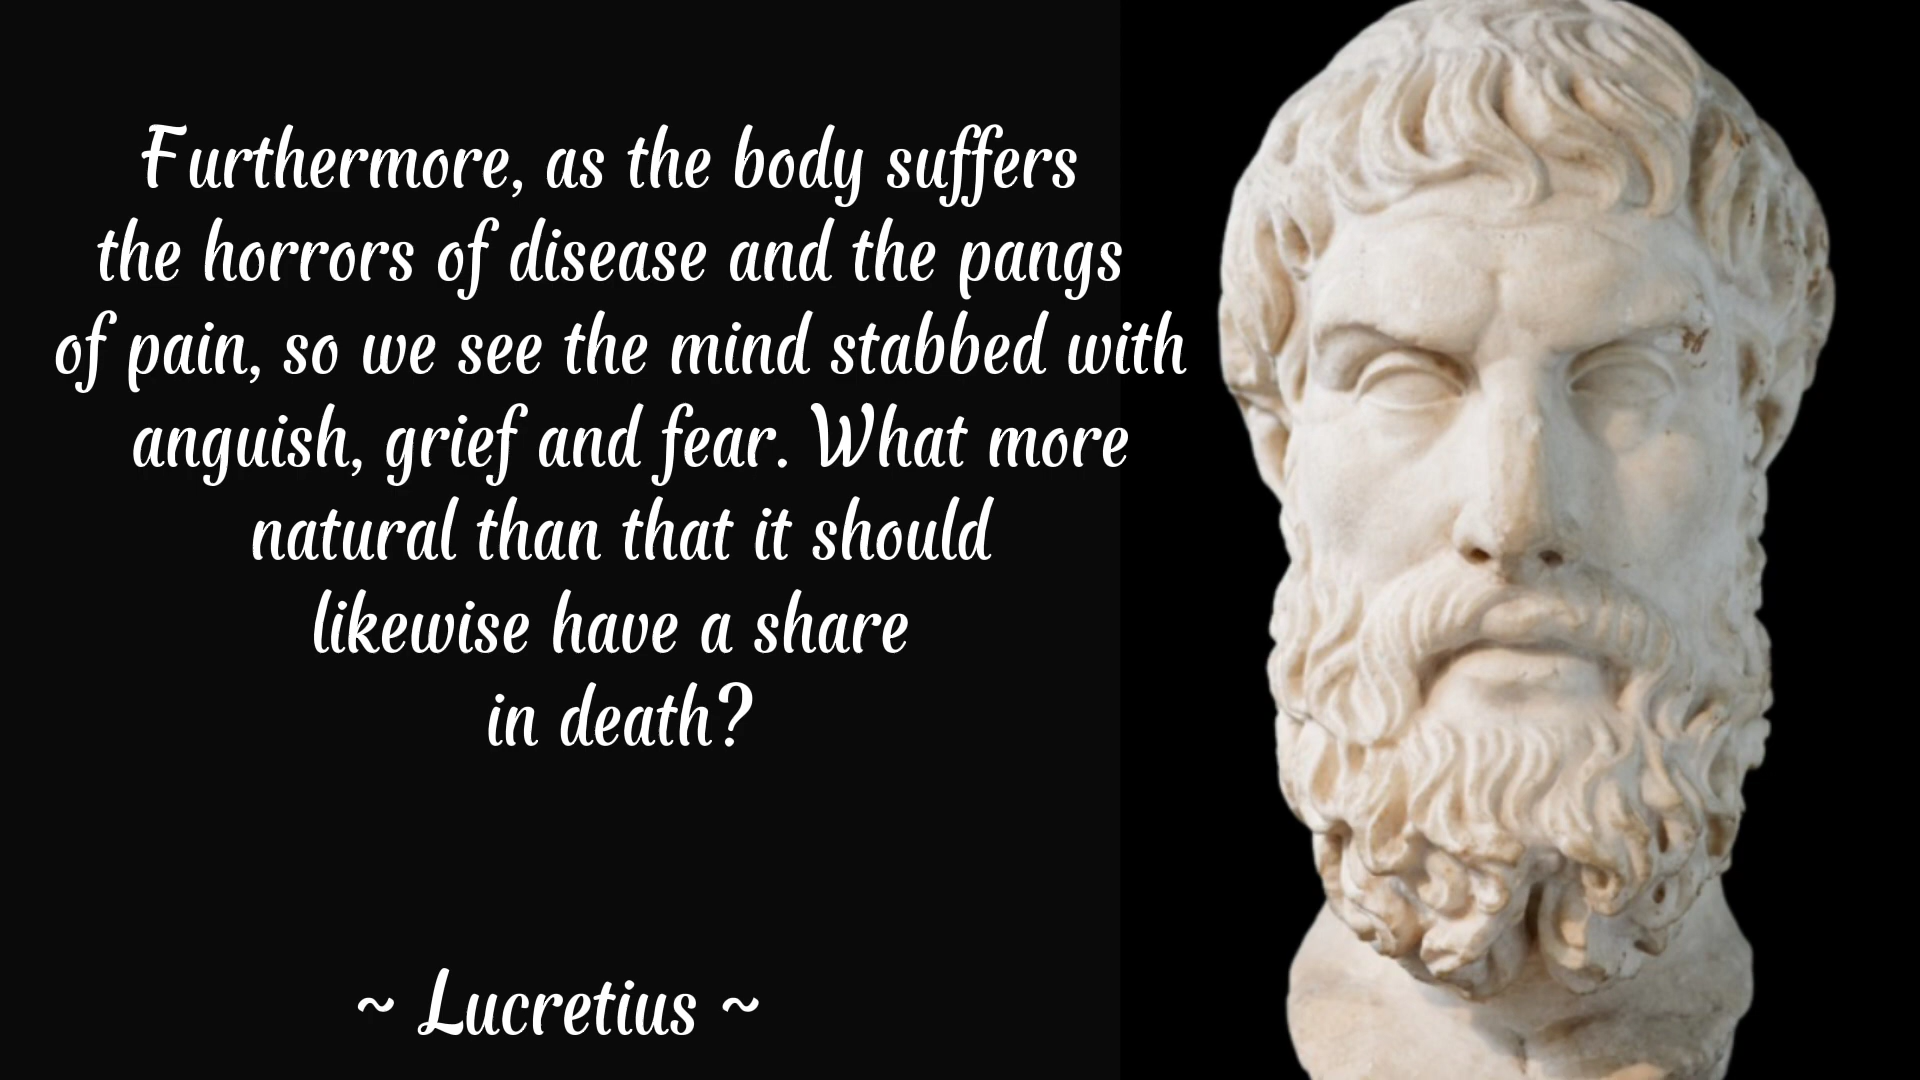 Furthermore, as the body suffers
the horrors of disease and the pangs
of pain, so we see the mind stabbed with
anguish, grief and fear. What more
natural than that it should
likewise have a share
in death?
~ Lucretius ~